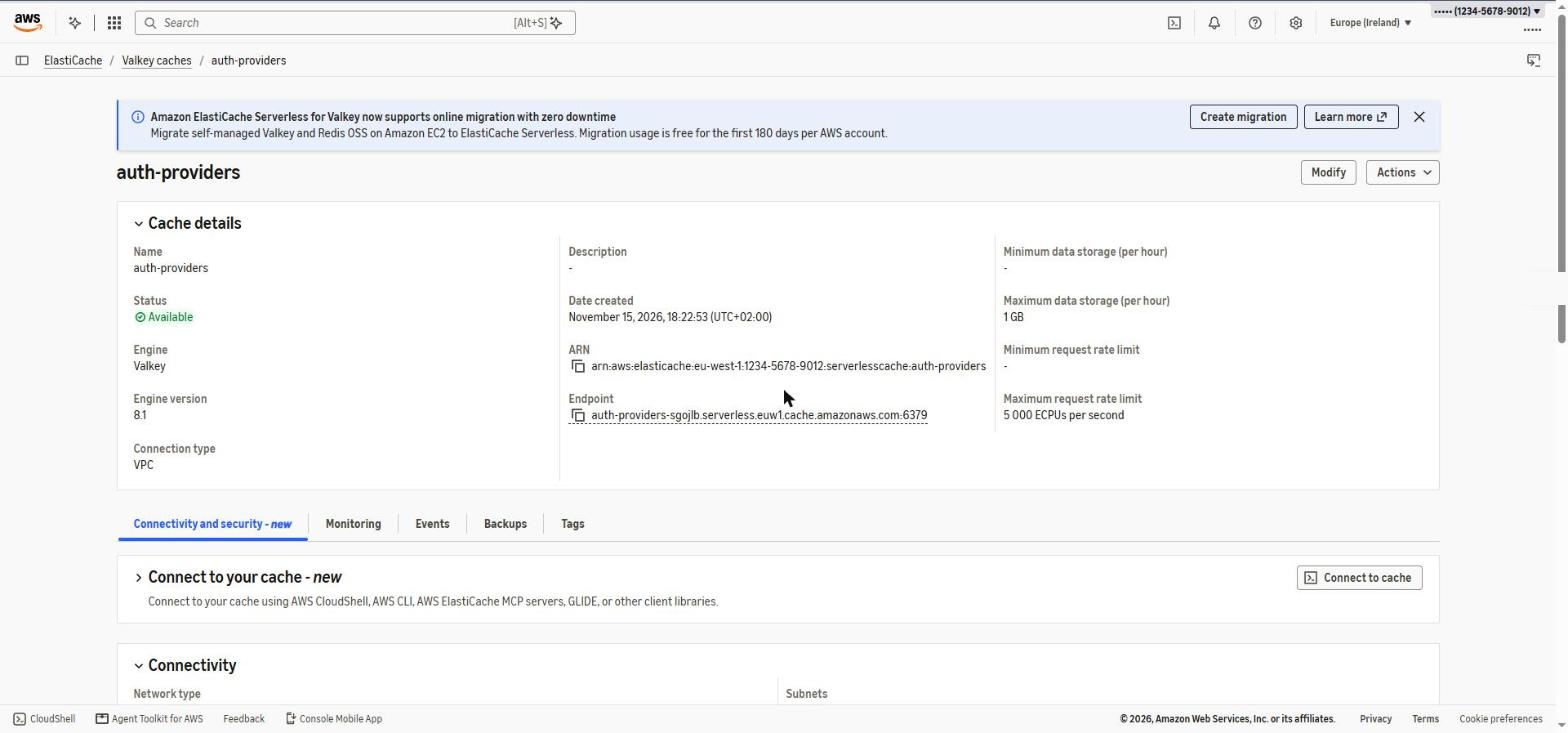 aws
Search [Alt+S]
Europe (Ireland)
••••• (1234-5678-9012)
•••••
ElastiCache / Valkey caches / auth-providers
Amazon ElastiCache Serverless for Valkey now supports online migration with zero downtime
Migrate self-managed Valkey and Redis OSS on Amazon EC2 to ElastiCache Serverless. Migration usage is free for the first 180 days per AWS account.
Create migration
Learn more
auth-providers
Modify
Actions
Cache details
Name
auth-providers
Status
Available
Engine
Valkey
Engine version
8.1
Connection type
VPC
Description
-
Date created
November 15, 2026, 18:22:53 (UTC+02:00)
ARN
arn:aws:elasticache:eu-west-1:1234-5678-9012:serverlesscache:auth-providers
Endpoint
auth-providers-sgojlb.serverless.euw1.cache.amazonaws.com:6379
Minimum data storage (per hour)
-
Maximum data storage (per hour)
1 GB
Minimum request rate limit
-
Maximum request rate limit
5 000 ECPUs per second
Connectivity and security - new
Monitoring
Events
Backups
Tags
Connect to your cache - new
Connect to your cache using AWS CloudShell, AWS CLI, AWS ElastiCache MCP servers, GLIDE, or other client libraries.
Connect to cache
Connectivity
Network type
Subnets
CloudShell
Agent Toolkit for AWS
Feedback
Console Mobile App
© 2026, Amazon Web Services, Inc. or its affiliates.
Privacy
Terms
Cookie preferences